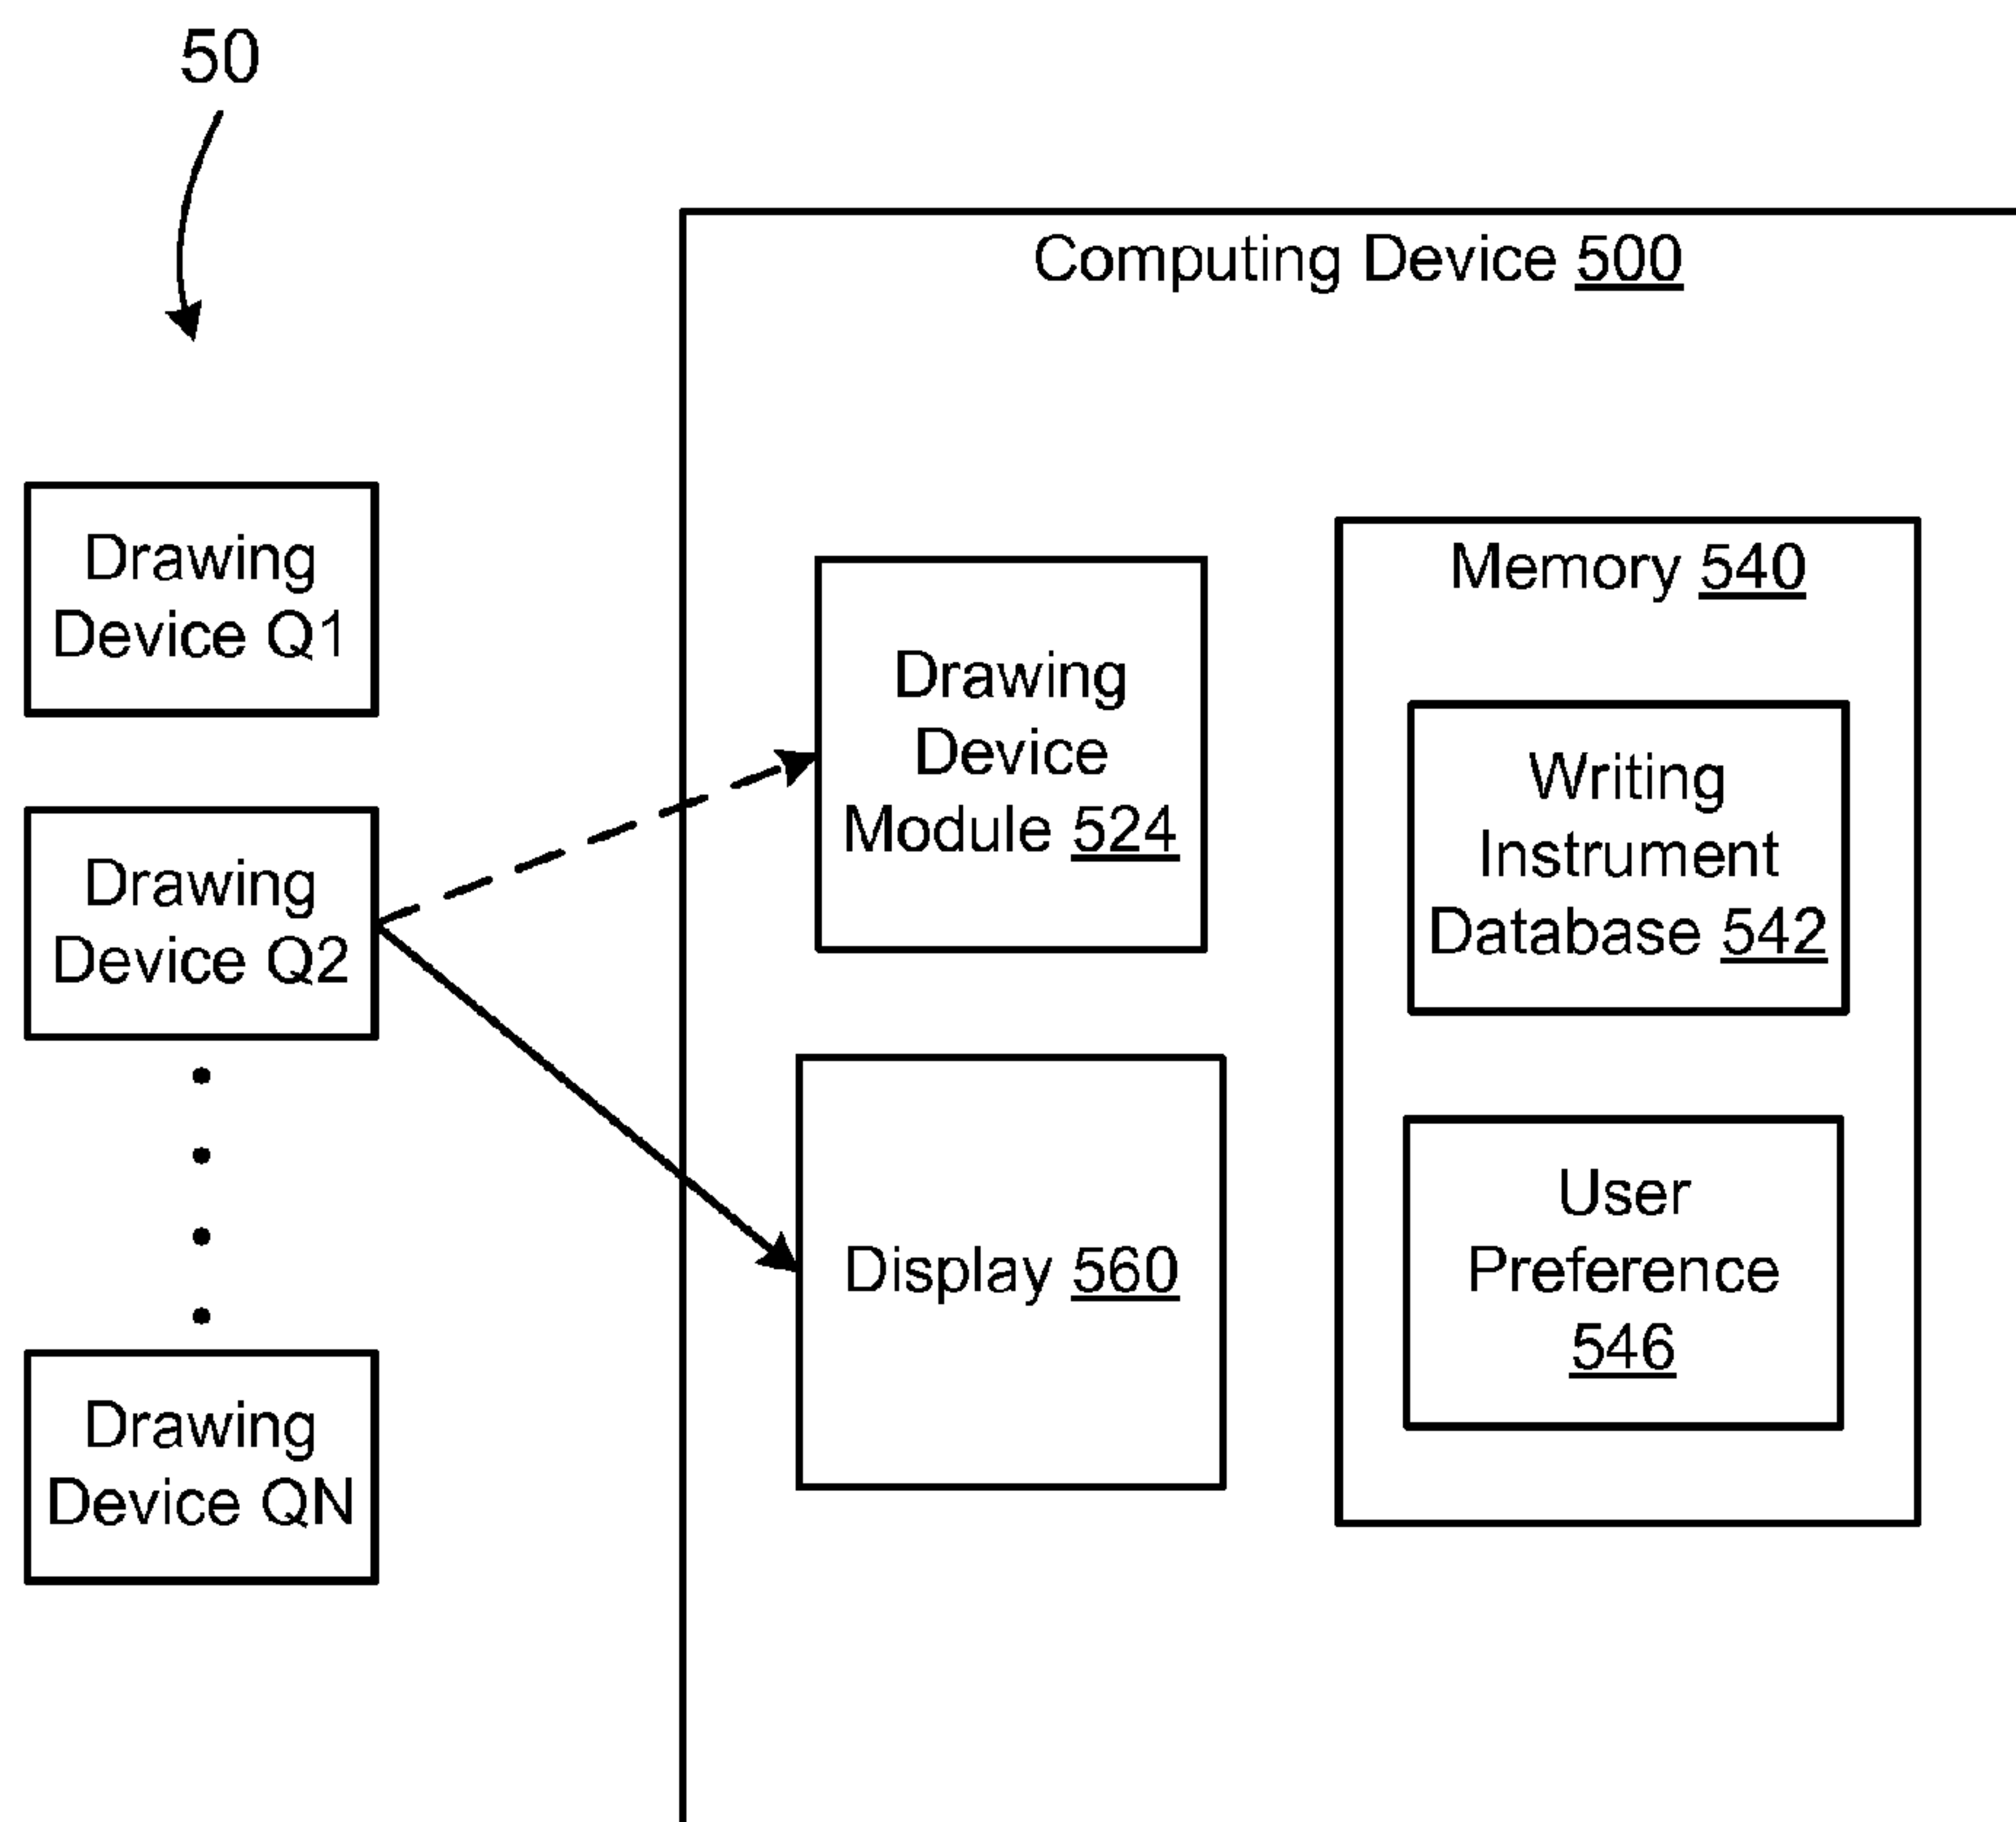 50
Computing Device 500
Drawing
Device Q1
Drawing
Device Q2
Drawing
Device QN
Drawing
Device
Module 524
Display 560
Memory 540
Writing
Instrument
Database 542
User
Preference
546